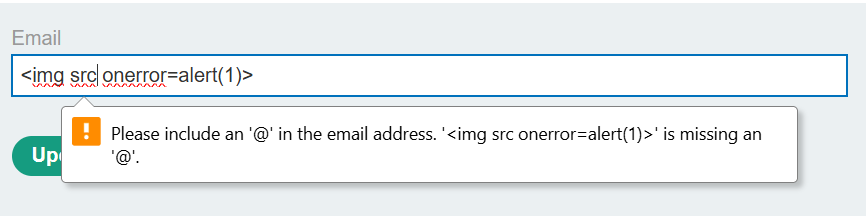 Email
<img src onerror=alert(1)>
Please include an '@' in the email address. '<img src onerror=alert(1)>' is missing an
'@'.